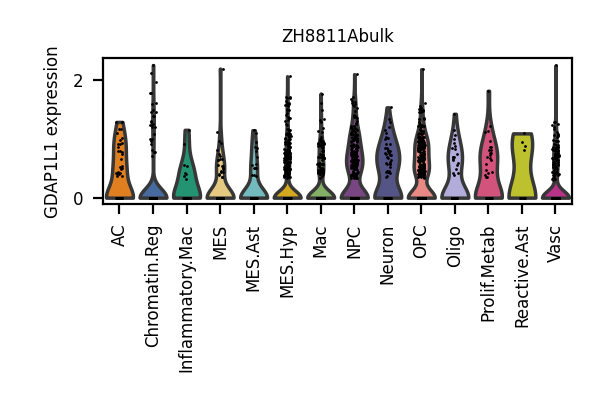 ZH8811Abulk
GDAP1L1 expression
2
0
AC
Chromatin.Reg
Inflammatory.Mac
MES
MES.Ast
MES.Hyp
Mac
NPC
Neuron
OPC
Oligo
Prolif.Metab
Reactive.Ast
Vasc